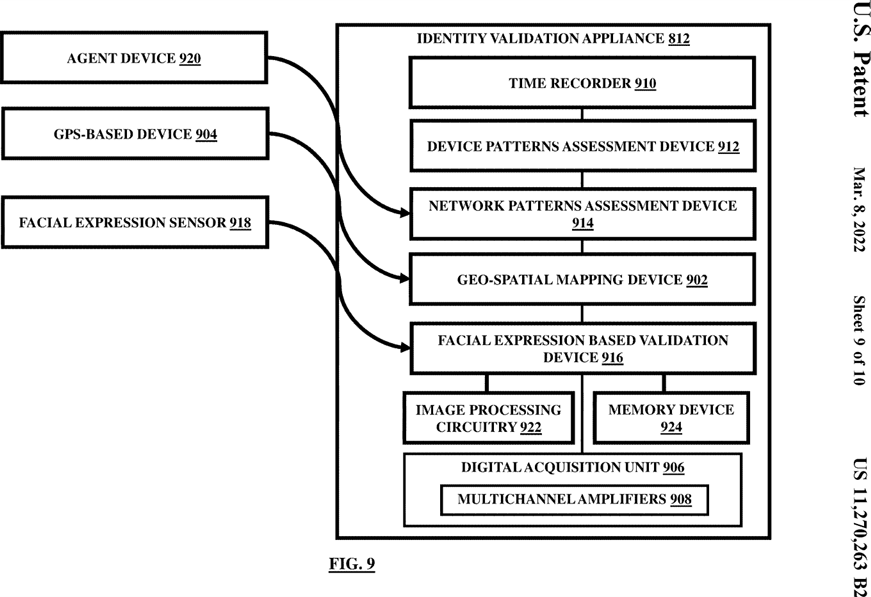 U.S. Patent
Mar. 8, 2022
Sheet 9 of 10
US 11,270,263 B2
IDENTITY VALIDATION APPLIANCE 812
AGENT DEVICE 920
GPS-BASED DEVICE 904
FACIAL EXPRESSION SENSOR 918
TIME RECORDER 910
DEVICE PATTERNS ASSESSMENT DEVICE 912
NETWORK PATTERNS ASSESSMENT DEVICE
914
GEO-SPATIAL MAPPING DEVICE 902
FACIAL EXPRESSION BASED VALIDATION
DEVICE 916
IMAGE PROCESSING
CIRCUITRY 922
MEMORY DEVICE
924
DIGITAL ACQUISITION UNIT 906
MULTICHANNEL AMPLIFIERS 908
FIG. 9